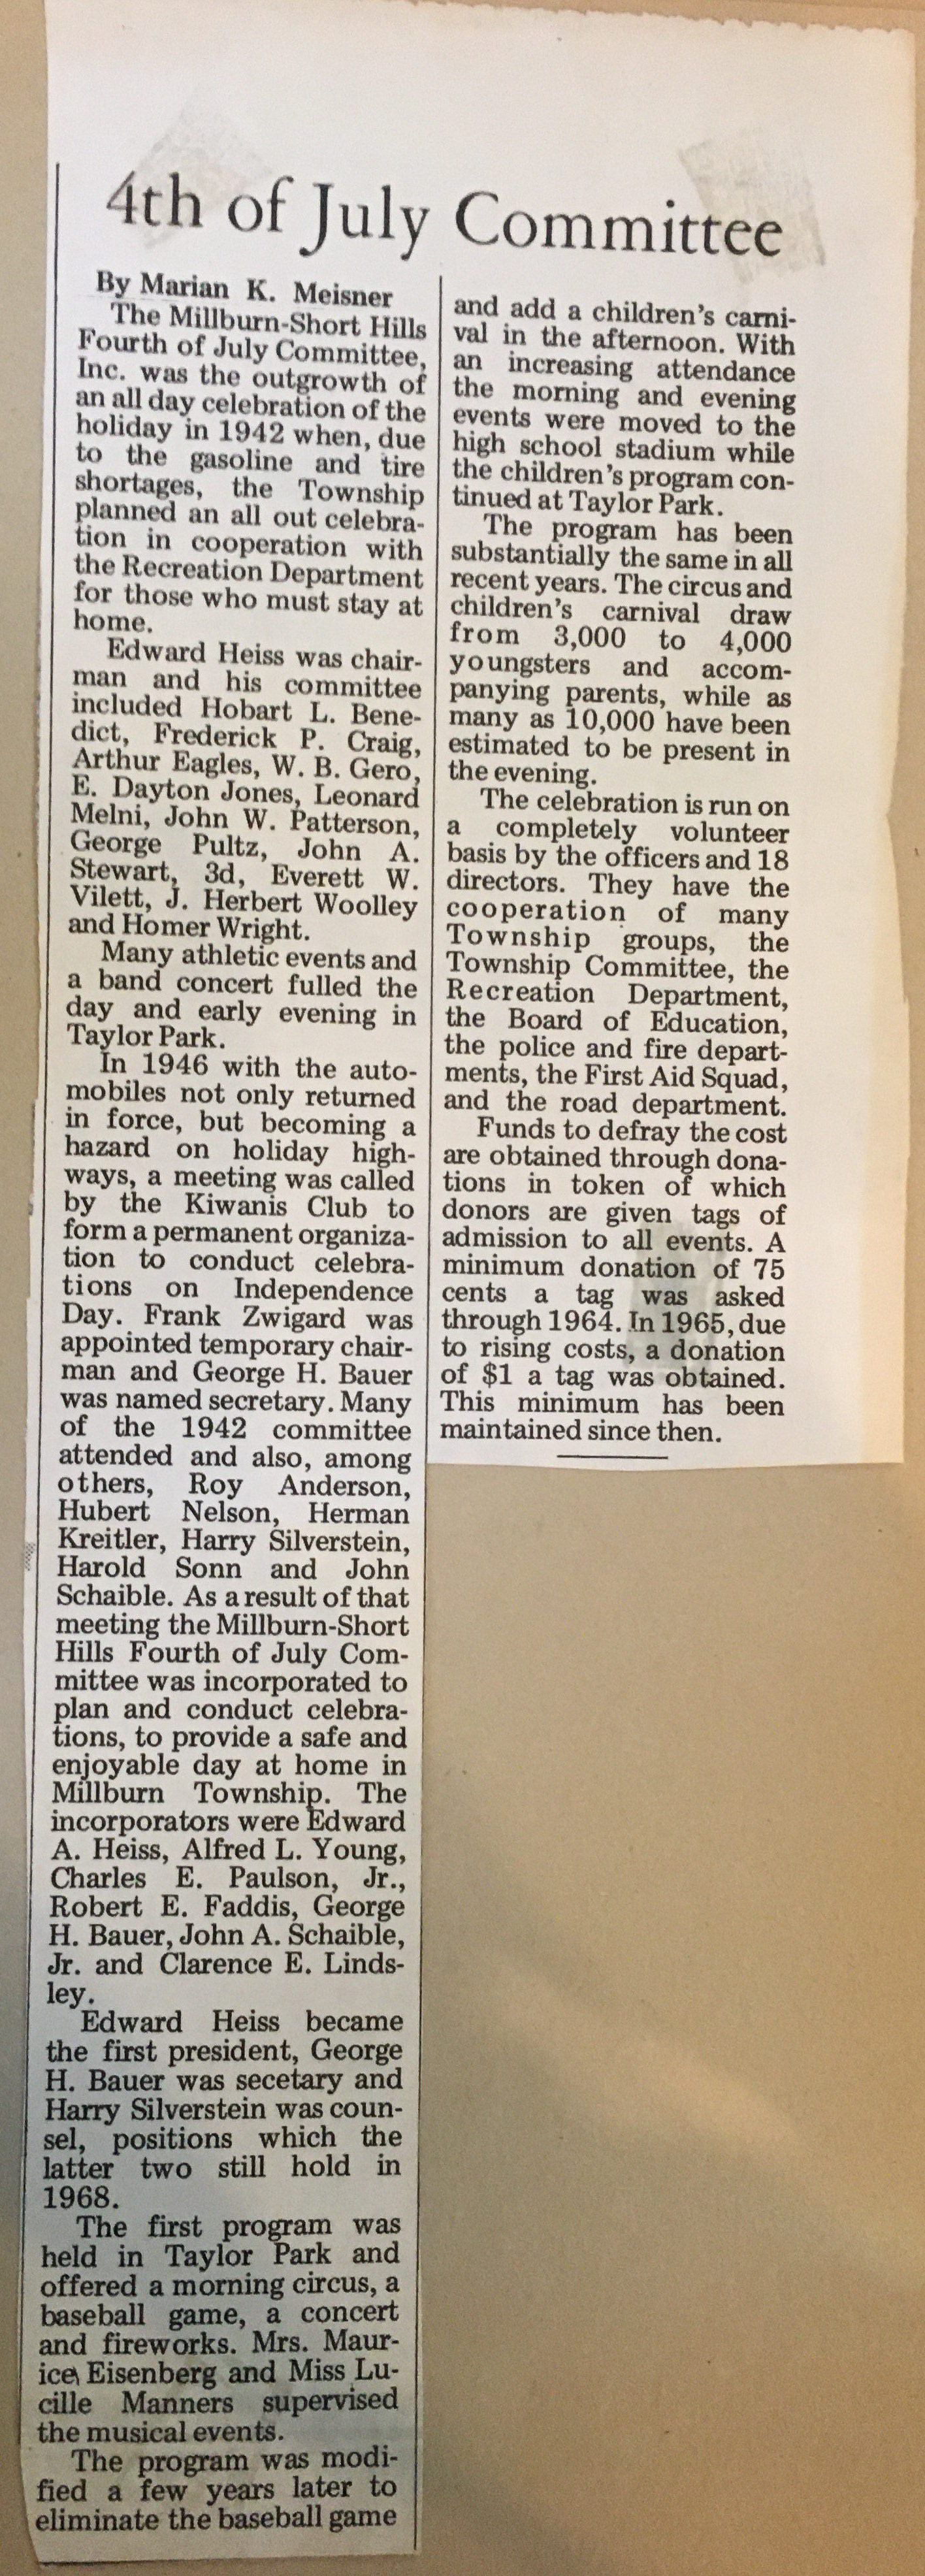 4th of July Committee
By Marian K. Meisner
The Millburn-Short Hills
Fourth of July Committee,
Inc. was the outgrowth of
an all day celebration of the
holiday in 1942 when, due
to the gasoline and tire
shortages, the Township
planned an all out celebra-
tion in cooperation with
the Recreation Department
for those who must stay at
home.
Edward Heiss was chair-
man and his committee
included Hobart L. Bene-
dict, Frederick P. Craig,
Arthur Eagles, W. B. Gero,
E. Dayton Jones, Leonard
Melni, John W. Patterson,
George Pultz, John A.
Stewart, 3d, Everett W.
Vilett, J. Herbert Woolley
and Homer Wright.
Many athletic events and
a band concert fulled the
day and early evening in
Taylor Park.
In 1946 with the auto-
mobiles not only returned
in force, but becoming a
hazard on holiday high-
ways, a meeting was called
by the Kiwanis Club to
form a permanent organiza-
tion to conduct celebra-
tions on Independence
Day. Frank Zwigard was
appointed temporary chair-
man and George H. Bauer
was named secretary. Many
of the 1942 committee
attended and also, among
others, Roy Anderson,
Hubert Nelson, Herman
Kreitler, Harry Silverstein,
Harold Sonn and John
Schaible. As a result of that
meeting the Millburn-Short
Hills Fourth of July Com-
mittee was incorporated to
plan and conduct celebra-
tions, to provide a safe and
enjoyable day at home in
Millburn Township. The
incorporators were Edward
A. Heiss, Alfred L. Young,
Charles E. Paulson, Jr.,
Robert E. Faddis, George
H. Bauer, John A. Schaible,
Jr. and Clarence E. Linds-
ley.
Edward Heiss became
the first president, George
H. Bauer was secetary and
Harry Silverstein was coun-
sel, positions which the
latter two still hold in
1968.
The first program was
held in Taylor Park and
offered a morning circus, a
baseball game, a concert
and fireworks. Mrs. Maur-
ice Eisenberg and Miss Lu-
cille Manners supervised
the musical events.
The program was modi-
fied a few years later to
eliminate the baseball game
and add a children's carni-
val in the afternoon. With
an increasing attendance
the morning and evening
events were moved to the
high school stadium while
the children's program con-
tinued at Taylor Park.
The program has been
substantially the same in all
recent years. The circus and
children's carnival draw
from 3,000 to 4,000
youngsters and accom-
panying parents, while as
many as 10,000 have been
estimated to be present in
the evening.
The celebration is run on
a completely volunteer
basis by the officers and 18
directors. They have the
cooperation of many
Township groups, the
Township Committee, the
Recreation Department,
the Board of Education,
the police and fire depart-
ments, the First Aid Squad,
and the road department.
Funds to defray the cost
are obtained through dona-
tions in token of which
donors are given tags of
admission to all events. A
minimum donation of 75
cents a tag was asked
through 1964. In 1965, due
to rising costs, a donation
of $1 a tag was obtained.
This minimum has been
maintained since then.